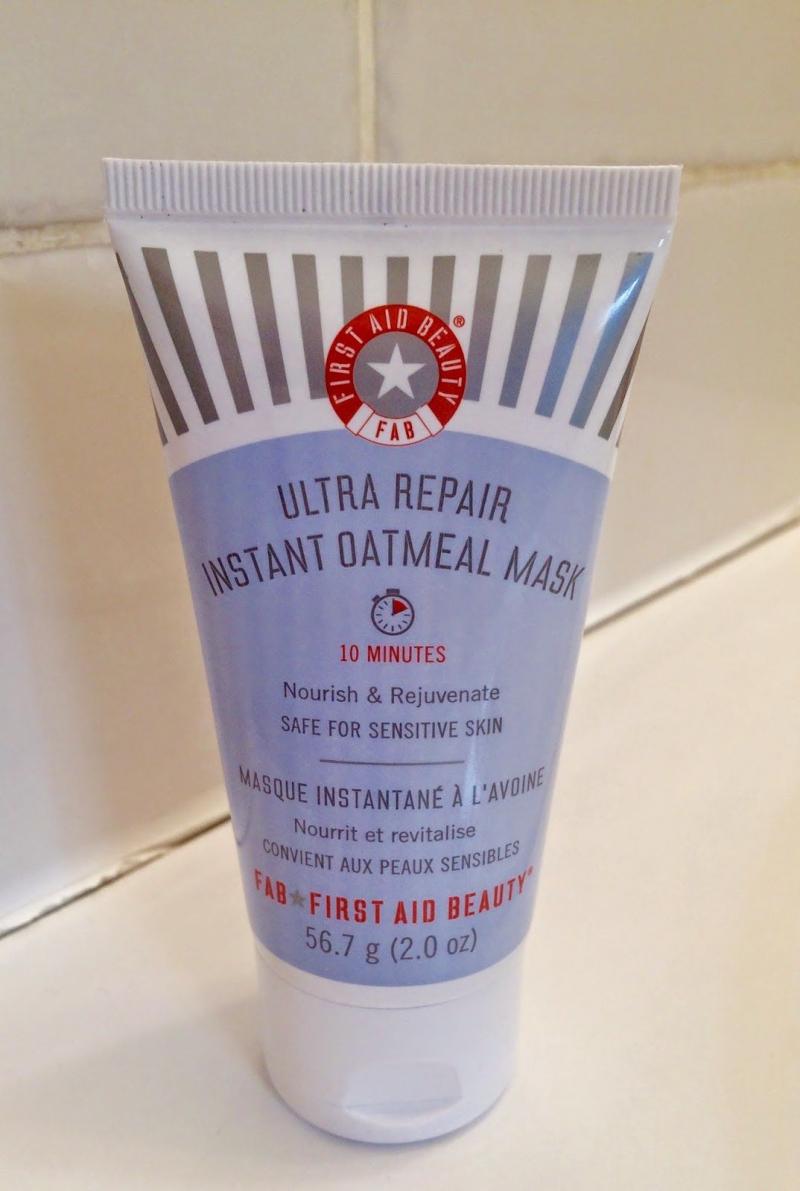 FIRST AID BEAUTY®
FAB
ULTRA REPAIR
INSTANT OATMEAL MASK
10 MINUTES
Nourish & Rejuvenate
SAFE FOR SENSITIVE SKIN
MASQUE INSTANTANÉ À L'AVOINE
Nourrit et revitalise
CONVIENT AUX PEAUX SENSIBLES
FAB★FIRST AID BEAUTY®
56.7 g (2.0 oz)